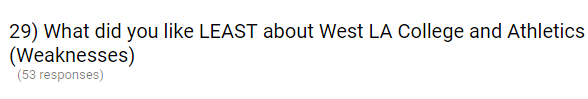 29) What did you like LEAST about West LA College and Athletics
(Weaknesses)
(53 responses)